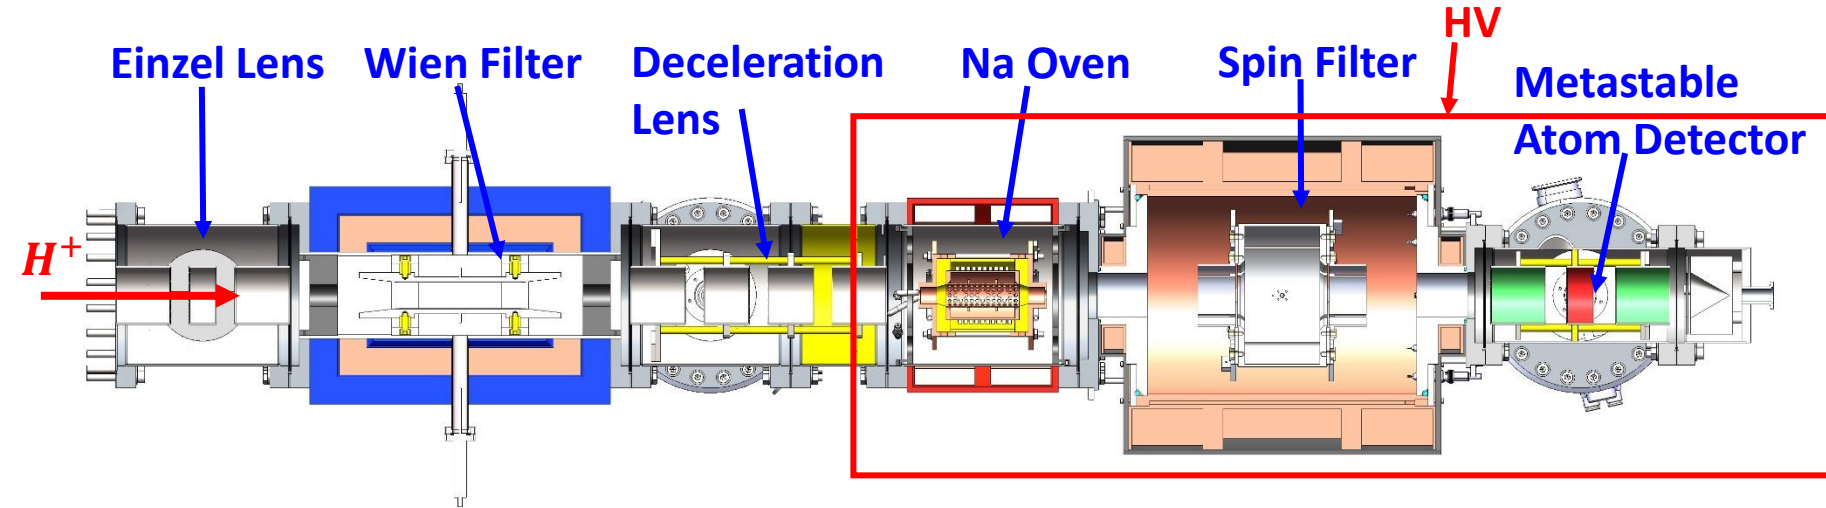 HV
Einzel Lens
Wien Filter
Deceleration
Lens
Na Oven
Spin Filter
Metastable
Atom Detector
H⁺